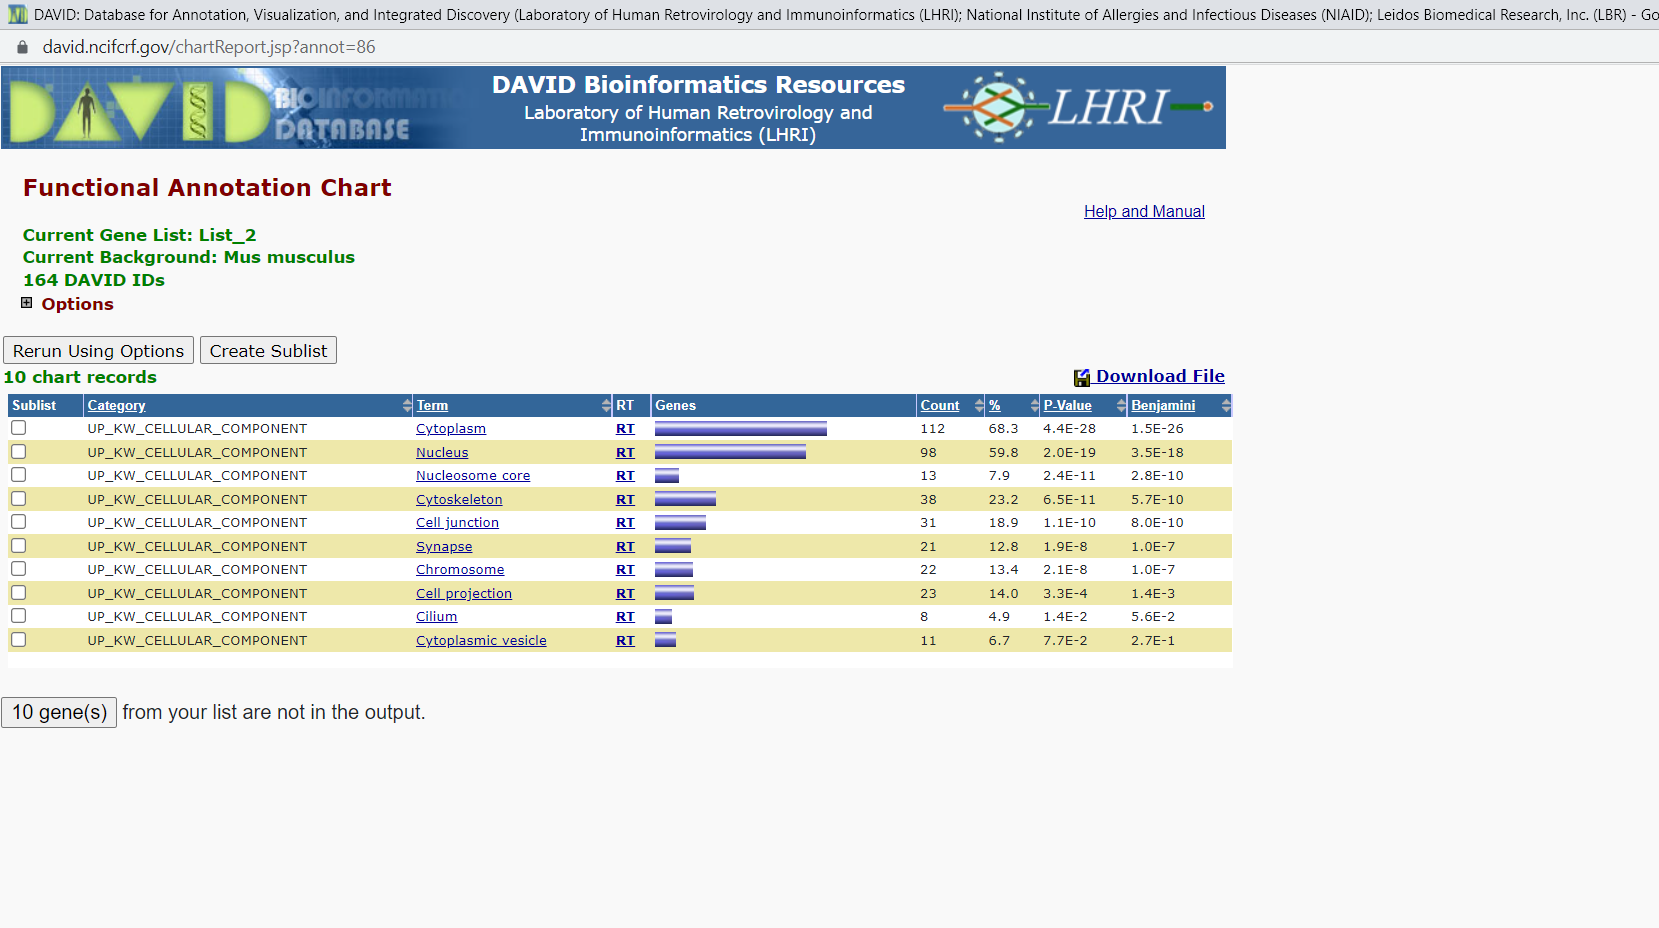 DAVID: Database for Annotation, Visualization, and Integrated Discovery (Laboratory of Human Retrovirology and Immunoinformatics (LHRI); National Institute of Allergies and Infectious Diseases (NIAID); Leidos Biomedical Research, Inc. (LBR) - Go
david.ncifcrf.gov/chartReport.jsp?annot=86
DAVID BIOINFORMATICS DATABASE
DAVID Bioinformatics Resources
Laboratory of Human Retrovirology and
Immunoinformatics (LHRI)
LHRI
Functional Annotation Chart
Help and Manual
Current Gene List: List_2
Current Background: Mus musculus
164 DAVID IDs
Options
Rerun Using Options Create Sublist
10 chart records Download File
Sublist Category Term RT Genes Count % P-Value Benjamini
UP_KW_CELLULAR_COMPONENT Cytoplasm RT 112 68.3 4.4E-28 1.5E-26
UP_KW_CELLULAR_COMPONENT Nucleus RT 98 59.8 2.0E-19 3.5E-18
UP_KW_CELLULAR_COMPONENT Nucleosome core RT 13 7.9 2.4E-11 2.8E-10
UP_KW_CELLULAR_COMPONENT Cytoskeleton RT 38 23.2 6.5E-11 5.7E-10
UP_KW_CELLULAR_COMPONENT Cell junction RT 31 18.9 1.1E-10 8.0E-10
UP_KW_CELLULAR_COMPONENT Synapse RT 21 12.8 1.9E-8 1.0E-7
UP_KW_CELLULAR_COMPONENT Chromosome RT 22 13.4 2.1E-8 1.0E-7
UP_KW_CELLULAR_COMPONENT Cell projection RT 23 14.0 3.3E-4 1.4E-3
UP_KW_CELLULAR_COMPONENT Cilium RT 8 4.9 1.4E-2 5.6E-2
UP_KW_CELLULAR_COMPONENT Cytoplasmic vesicle RT 11 6.7 7.7E-2 2.7E-1
10 gene(s) from your list are not in the output.